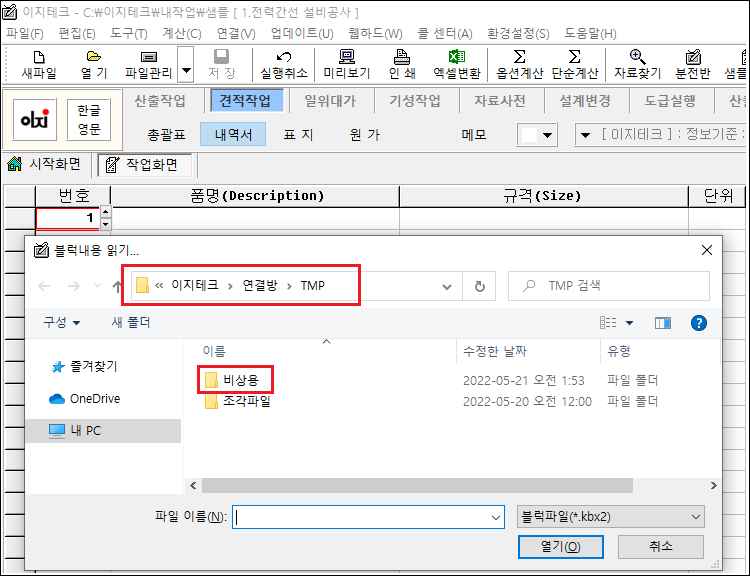 이지테크 - C:₩이지테크₩내작업₩샘플 [ 1.전력간선 설비공사 ]
파일(F) 편집(E) 도구(T) 계산(C) 연결(V) 업데이트(U) 웹하드(W) 콜 센터(A) 환경설정(S) 도움말(H)
새파일 열 기 파일관리 저 장 실행취소 미리보기 인 쇄 엑셀변환 옵션계산 단순계산 자료찾기 분전반 샘플
이지 한글 영문
산출작업 견적작업 일위대가 기성작업 자료사전 설계변경 도급실행 산
총괄표 내역서 표 지 원 가 메모 [ 이지테크 ] : 정보기준 :
시작화면 작업화면
번호 품명(Description) 규격(Size) 단위
1
블럭내용 읽기...
« 이지테크 › 연결방 › TMP TMP 검색
구성 새 폴더
이름 수정한 날짜 유형
즐겨찾기 비상용 2022-05-21 오전 1:53 파일 폴더
OneDrive 조각파일 2022-05-20 오전 12:00 파일 폴더
내 PC
파일 이름(N): 블럭파일(*.kbx2)
열기(O) 취소